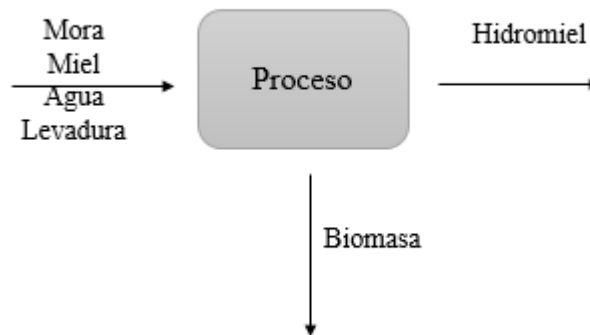 Mora
Miel
Agua
Levadura
Proceso
Hidromiel
Biomasa